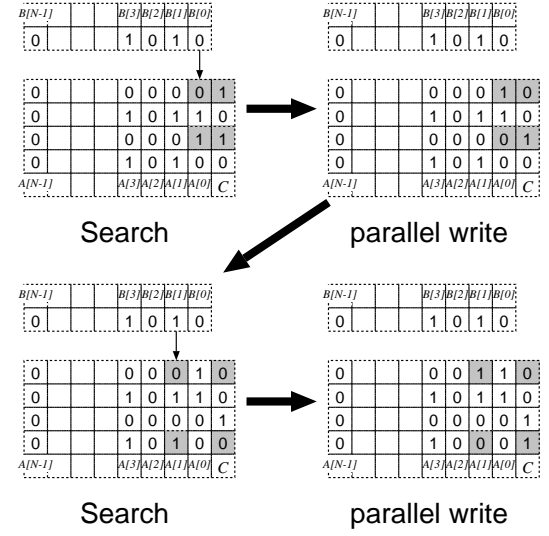 B[N-1] B[3] B[2] B[1] B[0]
0 1 0 1 0
0 0 0 0 0 1
0 1 0 1 1 0
0 0 0 0 1 1
0 1 0 1 0 0
A[N-1] A[3] A[2] A[1] A[0] C
Search
B[N-1] B[3] B[2] B[1] B[0]
0 1 0 1 0
0 0 0 0 1 0
0 1 0 1 1 0
0 0 0 0 0 1
0 1 0 1 0 0
A[N-1] A[3] A[2] A[1] A[0] C
parallel write
B[N-1] B[3] B[2] B[1] B[0]
0 1 0 1 0
0 0 0 0 1 0
0 1 0 1 1 0
0 0 0 0 0 1
0 1 0 1 0 0
A[N-1] A[3] A[2] A[1] A[0] C
Search
B[N-1] B[3] B[2] B[1] B[0]
0 1 0 1 0
0 0 0 1 1 0
0 1 0 1 1 0
0 0 0 0 0 1
0 1 0 0 0 1
A[N-1] A[3] A[2] A[1] A[0] C
parallel write